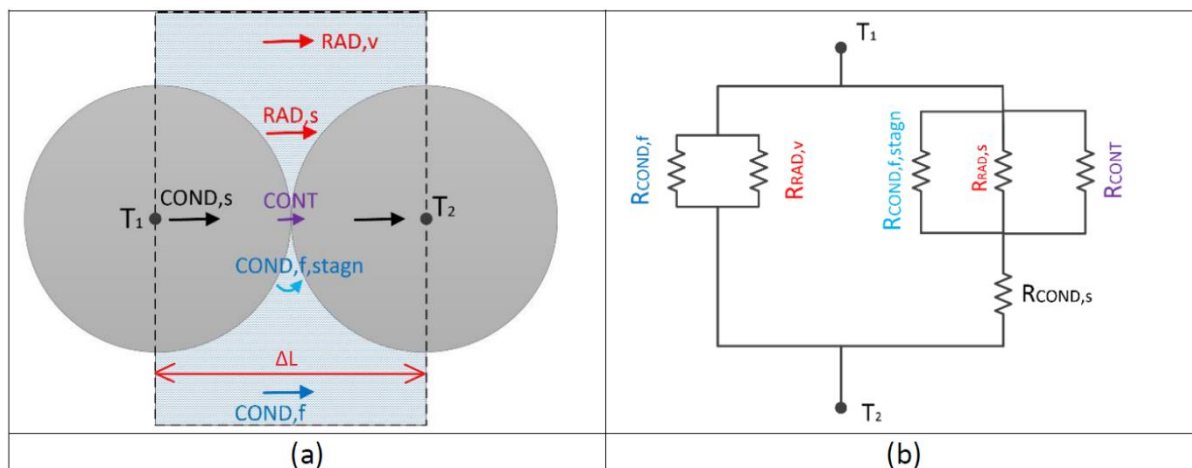 RAD,v
RAD,s
COND,s
CONT
T1
T2
COND,f,stagn
ΔL
COND,f
(a)
T1
RCOND,f
RRAD,v
RCOND,f,stagn
RRAD,s
RCONT
RCOND,s
T2
(b)